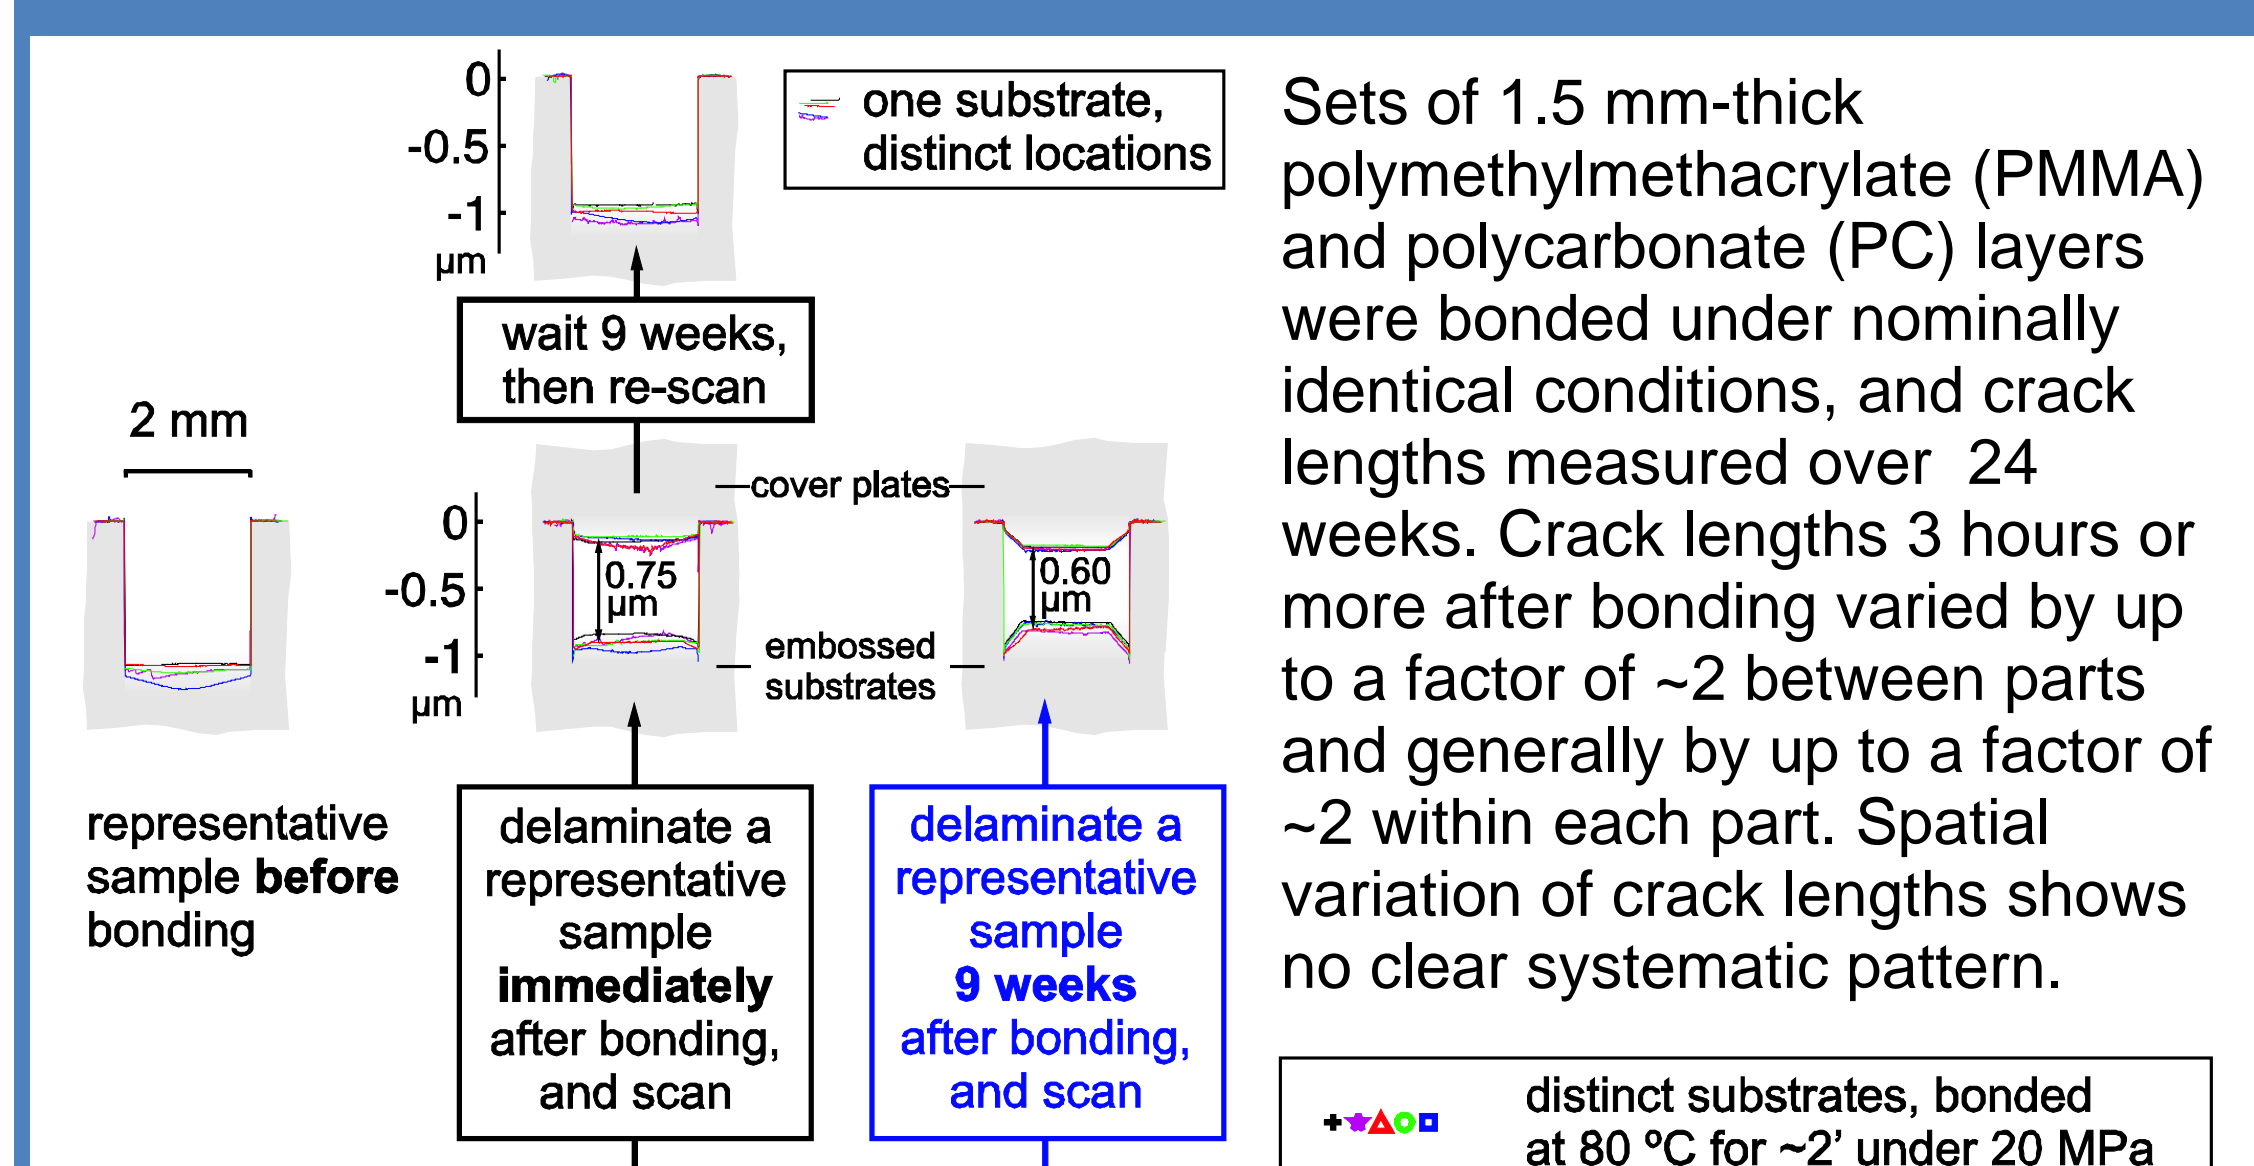 0
-0.5
-1
µm
one substrate,
distinct locations
wait 9 weeks,
then re-scan
2 mm
cover plates
0
-0.5
-1
µm
0.75
µm
0.60
µm
embossed
substrates
representative
sample before
bonding
delaminate a
representative
sample
immediately
after bonding,
and scan
delaminate a
representative
sample
9 weeks
after bonding,
and scan
Sets of 1.5 mm-thick
polymethylmethacrylate (PMMA)
and polycarbonate (PC) layers
were bonded under nominally
identical conditions, and crack
lengths measured over  24
weeks. Crack lengths 3 hours or
more after bonding varied by up
to a factor of ~2 between parts
and generally by up to a factor of
~2 within each part. Spatial
variation of crack lengths shows
no clear systematic pattern.
distinct substrates, bonded
at 80 ºC for ~2’ under 20 MPa